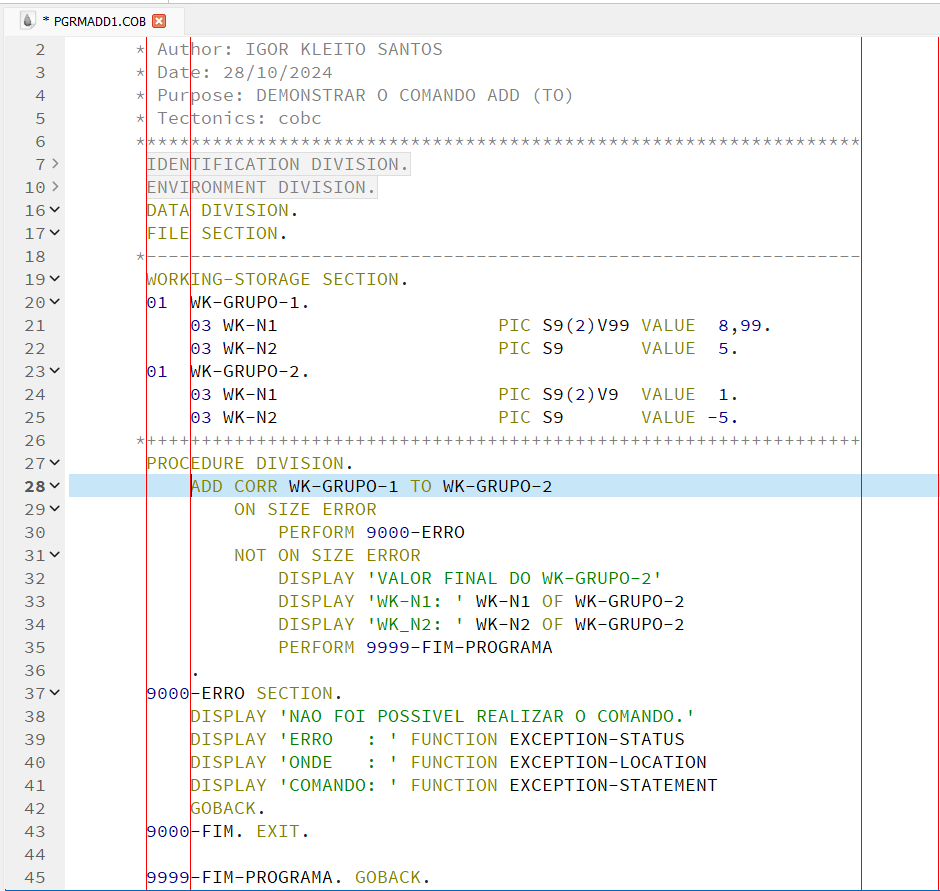 * PGRMADD1.COB
2 * Author: IGOR KLEITO SANTOS
3 * Date: 28/10/2024
4 * Purpose: DEMONSTRAR O COMANDO ADD (TO)
5 * Tectonics: cobc
6 ******************************************************************
7 IDENTIFICATION DIVISION.
10 ENVIRONMENT DIVISION.
16 DATA DIVISION.
17 FILE SECTION.
18 *-----------------------------------------------------------------
19 WORKING-STORAGE SECTION.
20 01  WK-GRUPO-1.
21 03 WK-N1 PIC S9(2)V99 VALUE  8,99.
22 03 WK-N2 PIC S9 VALUE  5.
23 01  WK-GRUPO-2.
24 03 WK-N1 PIC S9(2)V9 VALUE  1.
25 03 WK-N2 PIC S9 VALUE -5.
26 *+++++++++++++++++++++++++++++++++++++++++++++++++++++++++++++++++
27 PROCEDURE DIVISION.
28 ADD CORR WK-GRUPO-1 TO WK-GRUPO-2
29 ON SIZE ERROR
30 PERFORM 9000-ERRO
31 NOT ON SIZE ERROR
32 DISPLAY 'VALOR FINAL DO WK-GRUPO-2'
33 DISPLAY 'WK-N1: ' WK-N1 OF WK-GRUPO-2
34 DISPLAY 'WK_N2: ' WK-N2 OF WK-GRUPO-2
35 PERFORM 9999-FIM-PROGRAMA
36 .
37 9000-ERRO SECTION.
38 DISPLAY 'NAO FOI POSSIVEL REALIZAR O COMANDO.'
39 DISPLAY 'ERRO   : ' FUNCTION EXCEPTION-STATUS
40 DISPLAY 'ONDE   : ' FUNCTION EXCEPTION-LOCATION
41 DISPLAY 'COMANDO: ' FUNCTION EXCEPTION-STATEMENT
42 GOBACK.
43 9000-FIM. EXIT.
44
45 9999-FIM-PROGRAMA. GOBACK.